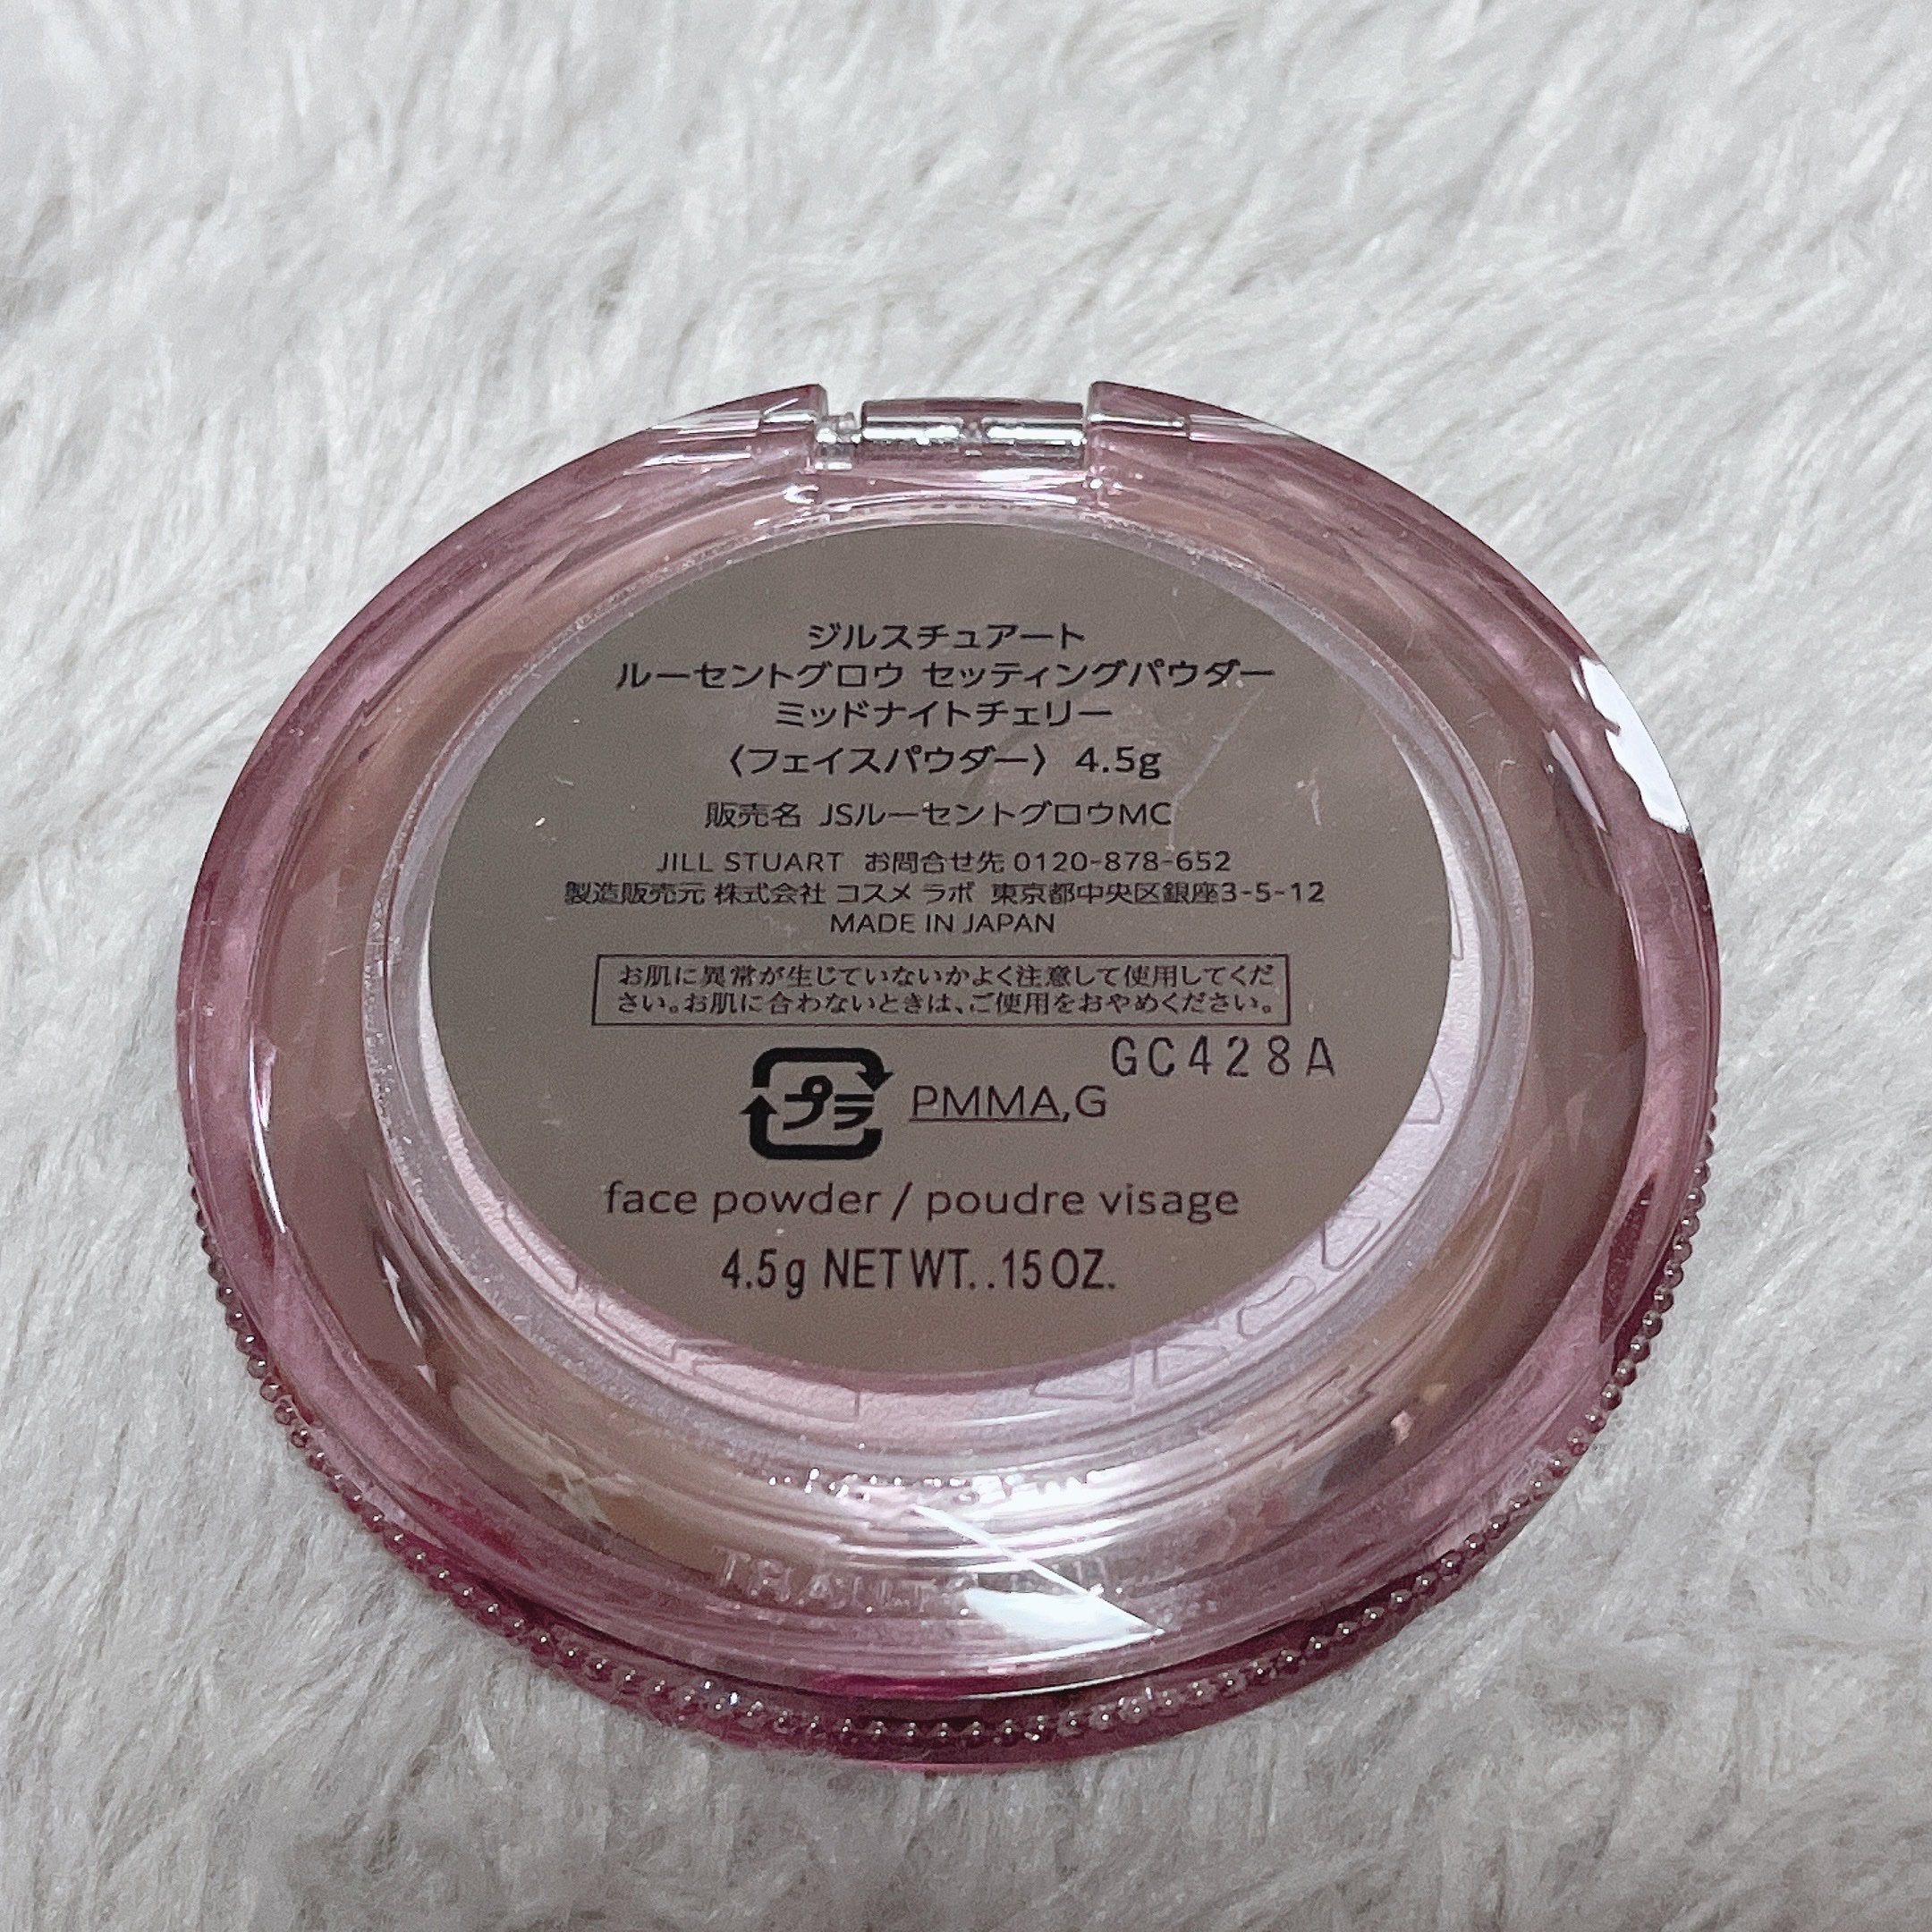 ジルスチュアート
ルーセントグロウ セッティングパウダー
ミッドナイトチェリー
〈フェイスパウダー〉 4.5g
販売名 JSルーセントグロウMC
JILL STUART お問合せ先 0120-878-652
製造販売元 株式会社 コスメ ラボ 東京都中央区銀座3-5-12
MADE IN JAPAN
お肌に異常が生じていないかよく注意して使用してくだ
さい。お肌に合わないときは、ご使用をおやめください。
GC428A
プラ PMMA,G
face powder / poudre visage
4.5g NET WT. .15 OZ.